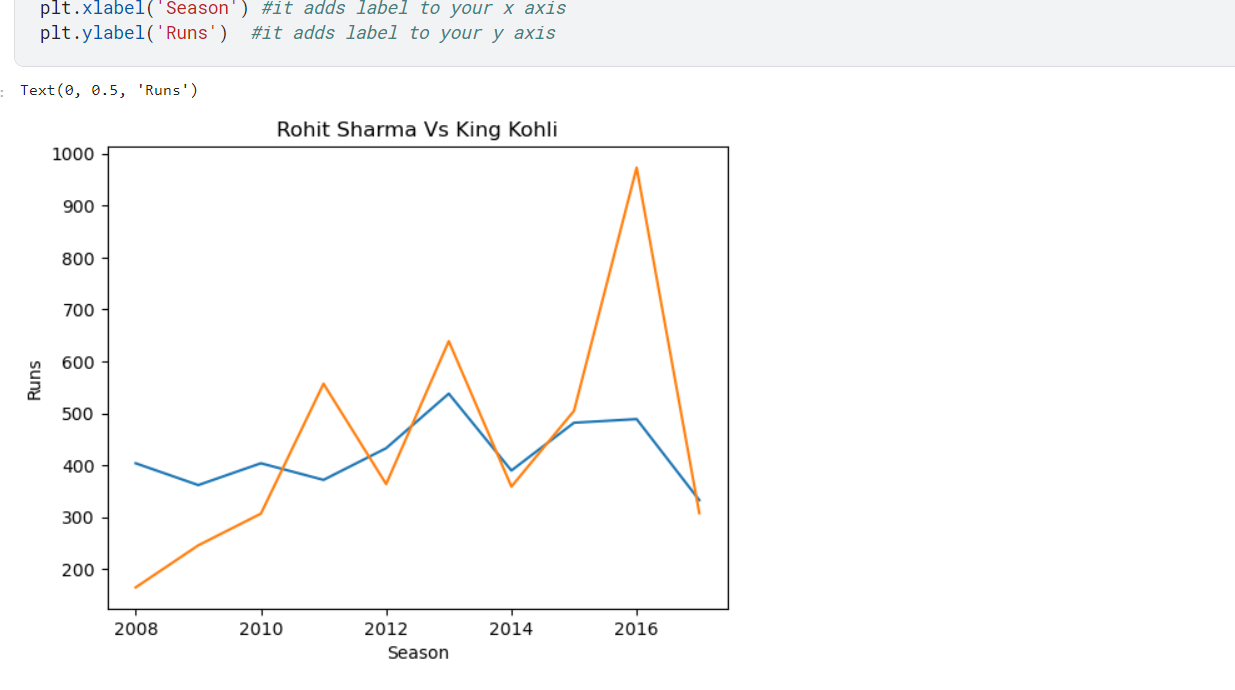 plt.xlabel('Season') #it adds label to your x axis
plt.ylabel('Runs')  #it adds label to your y axis
: Text(0, 0.5, 'Runs')
Rohit Sharma Vs King Kohli
1000
900
800
700
600
500
400
300
200
Runs
2008 2010 2012 2014 2016
Season